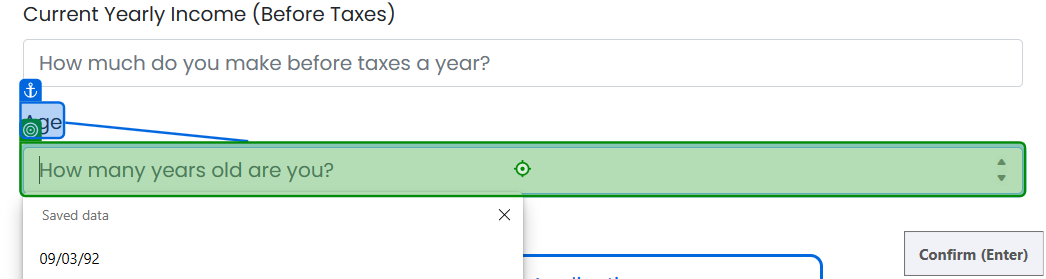 Current Yearly Income (Before Taxes)
How much do you make before taxes a year?
Age
How many years old are you?
Saved data
09/03/92
Confirm (Enter)